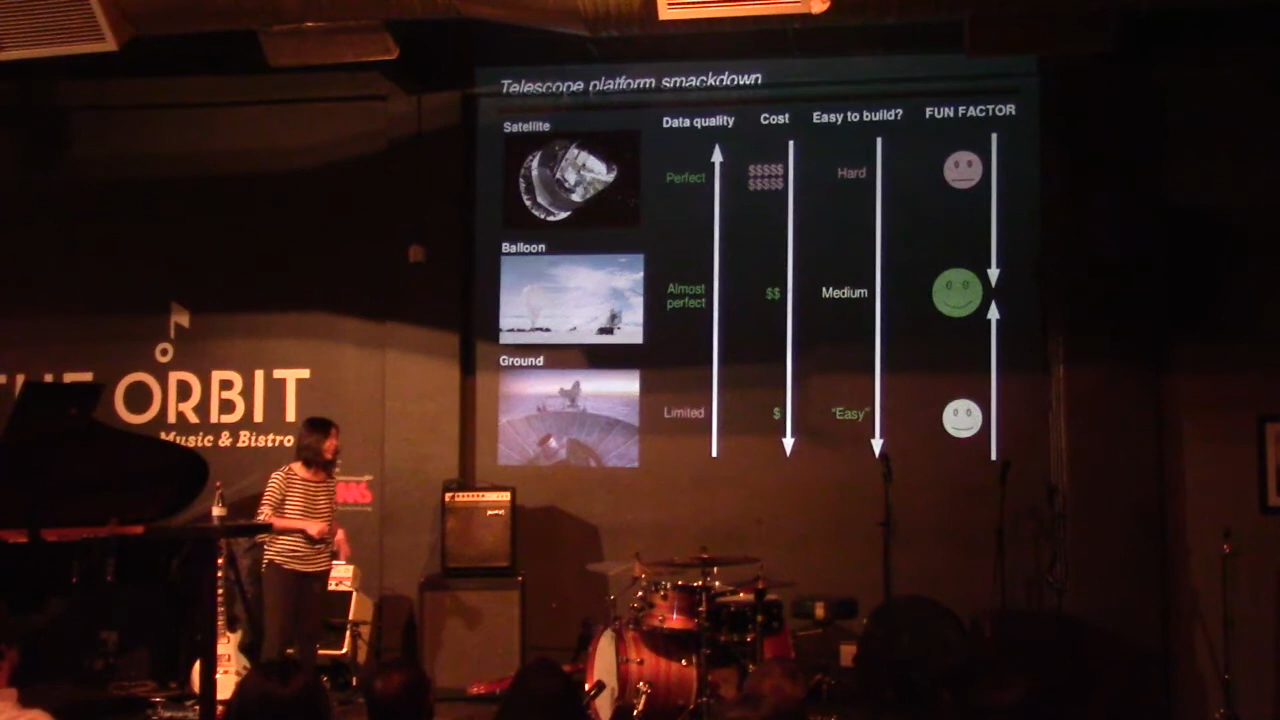 Telescope platform smackdown
Data quality Cost Easy to build? FUN FACTOR
Satellite
Perfect $$$$$ Hard
$$$$$
Balloon
Almost $$ Medium
perfect
Ground
Limited $ “Easy”
THE ORBIT
Music & Bistro